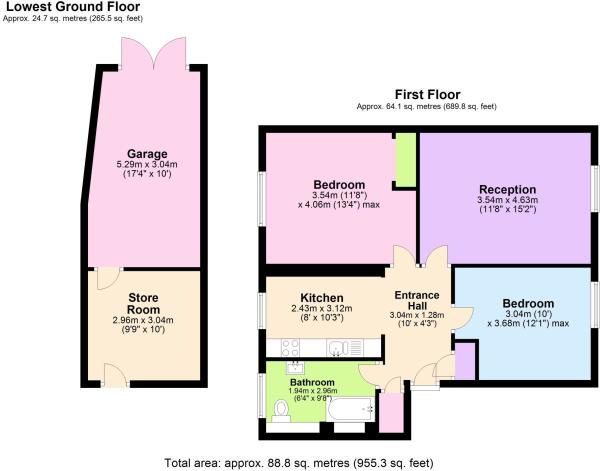 Lowest Ground Floor
Approx. 24.7 sq. metres (265.5 sq. feet)
Garage
5.29m x 3.04m
(17'4" x 10')
Store
Room
2.96m x 3.04m
(9'9" x 10')
First Floor
Approx. 64.1 sq. metres (689.8 sq. feet)
Bedroom
3.54m (11'8")
x 4.06m (13'4") max
Reception
3.54m x 4.63m
(11'8" x 15'2")
Kitchen
2.43m x 3.12m
(8' x 10'3")
Entrance
Hall
3.04m x 1.28m
(10' x 4'3")
Bedroom
3.04m (10')
x 3.68m (12'1") max
Bathroom
1.94m x 2.96m
(6'4" x 9'8")
Total area: approx. 88.8 sq. metres (955.3 sq. feet)